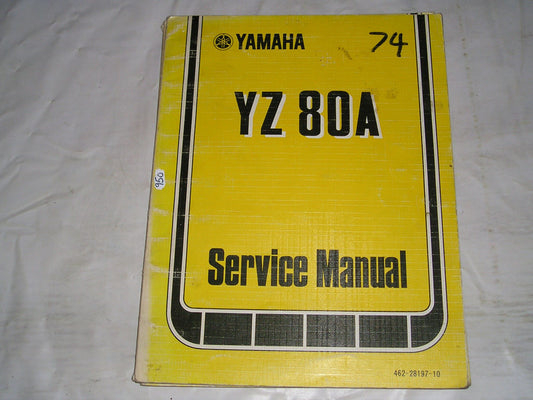 YAMAHA
74
YZ 80A
950
Service Manual
462-28197-10